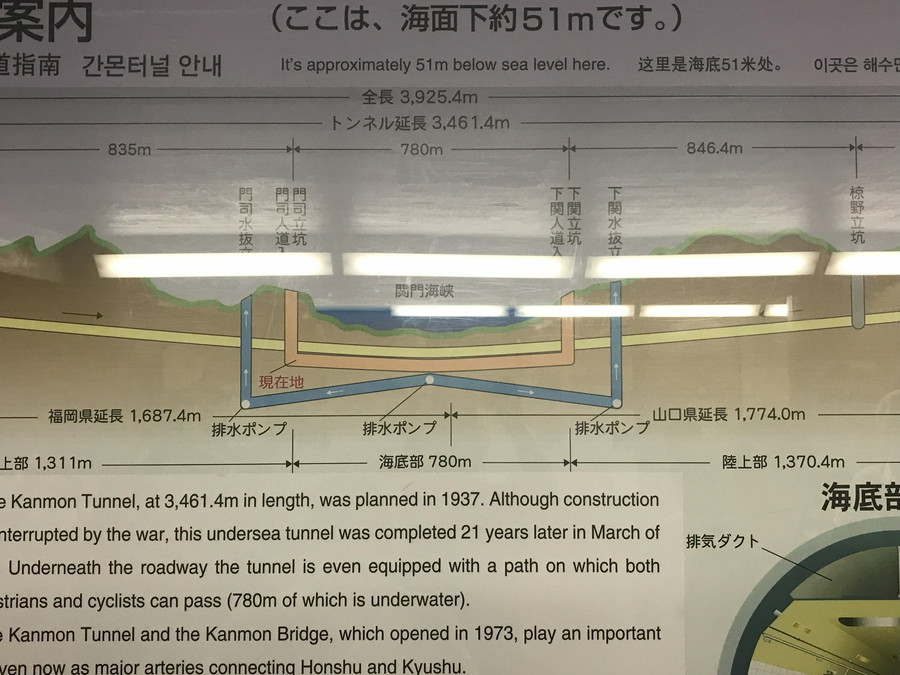 案内 （ここは、海面下約51mです。）
道指南 간몬터널 안내 It's approximately 51m below sea level here. 这里是海底51米处。 이곳은 해수면
全長 3,925.4m
トンネル延長 3,461.4m
835m 780m 846.4m
門司水抜立
門司人道入
門司立坑
下関人道入
下関立坑
下関水抜立
椋野立坑
関門海峡
現在地
福岡県延長 1,687.4m 山口県延長 1,774.0m
排水ポンプ 排水ポンプ 排水ポンプ
上部 1,311m 海底部 780m 陸上部 1,370.4m
e Kanmon Tunnel, at 3,461.4m in length, was planned in 1937. Although construction
nterrupted by the war, this undersea tunnel was completed 21 years later in March of
. Underneath the roadway the tunnel is even equipped with a path on which both
strians and cyclists can pass (780m of which is underwater).
e Kanmon Tunnel and the Kanmon Bridge, which opened in 1973, play an important
ven now as major arteries connecting Honshu and Kyushu.
海底部
排気ダクト